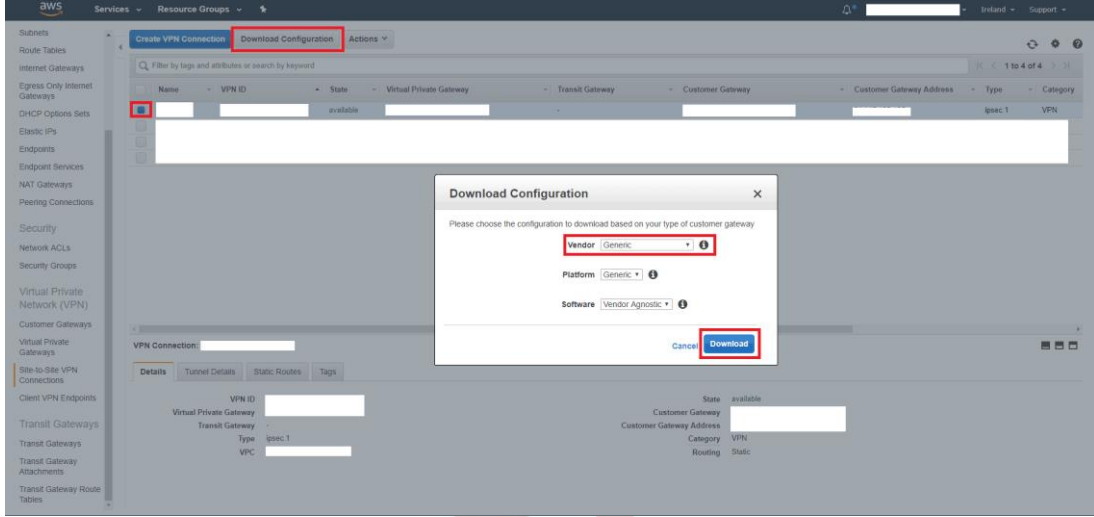 aws Services Resource Groups Ireland Support
Subnets
Route Tables
Internet Gateways
Egress Only Internet
Gateways
DHCP Options Sets
Elastic IPs
Endpoints
Endpoint Services
NAT Gateways
Peering Connections
Security
Network ACLs
Security Groups
Virtual Private
Network (VPN)
Customer Gateways
Virtual Private
Gateways
Site-to-Site VPN
Connections
Client VPN Endpoints
Transit Gateways
Transit Gateways
Transit Gateway
Attachments
Transit Gateway Route
Tables
Create VPN Connection Download Configuration Actions
Filter by tags and attributes or search by keyword 1 to 4 of 4
Name VPN ID State Virtual Private Gateway Transit Gateway Customer Gateway Customer Gateway Address Type Category
available - ipsec.1 VPN
Download Configuration
Please choose the configuration to download based on your type of customer gateway
Vendor Generic
Platform Generic
Software Vendor Agnostic
Cancel Download
VPN Connection:
Details Tunnel Details Static Routes Tags
VPN ID
Virtual Private Gateway
Transit Gateway -
Type ipsec.1
VPC
State available
Customer Gateway
Customer Gateway Address
Category VPN
Routing Static